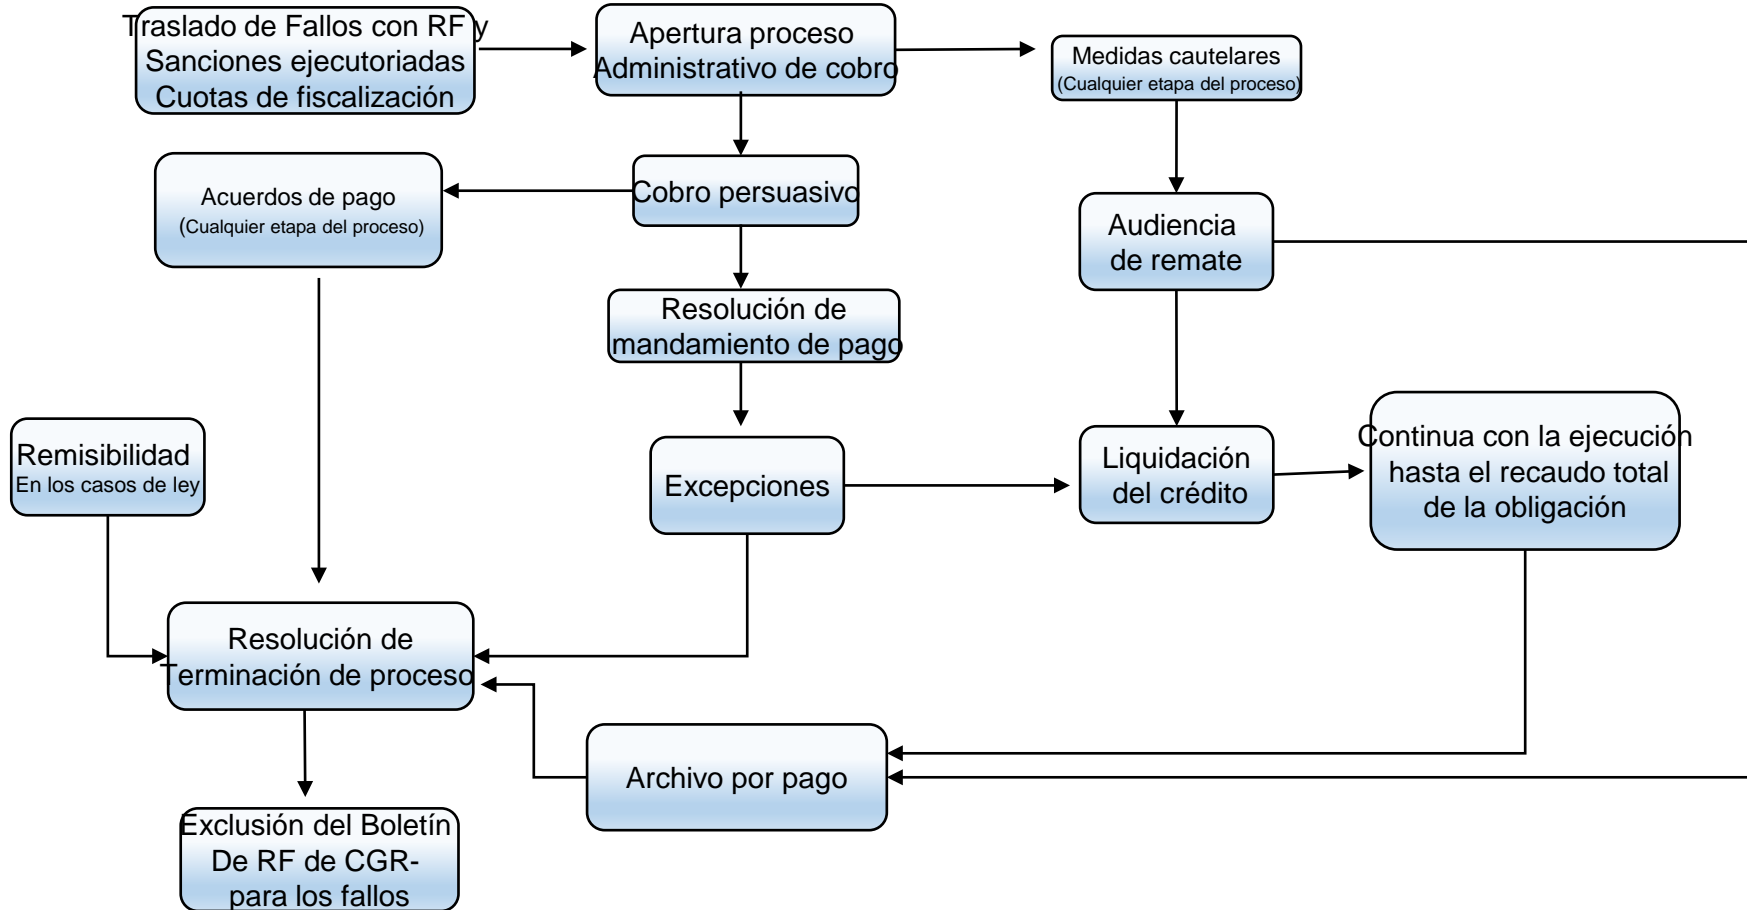 Traslado de Fallos con RF y
Sanciones ejecutoriadas
Cuotas de fiscalización
Apertura proceso
Administrativo de cobro
Medidas cautelares
(Cualquier etapa del proceso)
Acuerdos de pago
(Cualquier etapa del proceso)
Cobro persuasivo
Audiencia
de remate
Resolución de
mandamiento de pago
Remisibilidad
En los casos de ley
Excepciones
Liquidación
del crédito
Continua con la ejecución
hasta el recaudo total
de la obligación
Resolución de
Terminación de proceso
Archivo por pago
Exclusión del Boletín
De RF de CGR-
para los fallos